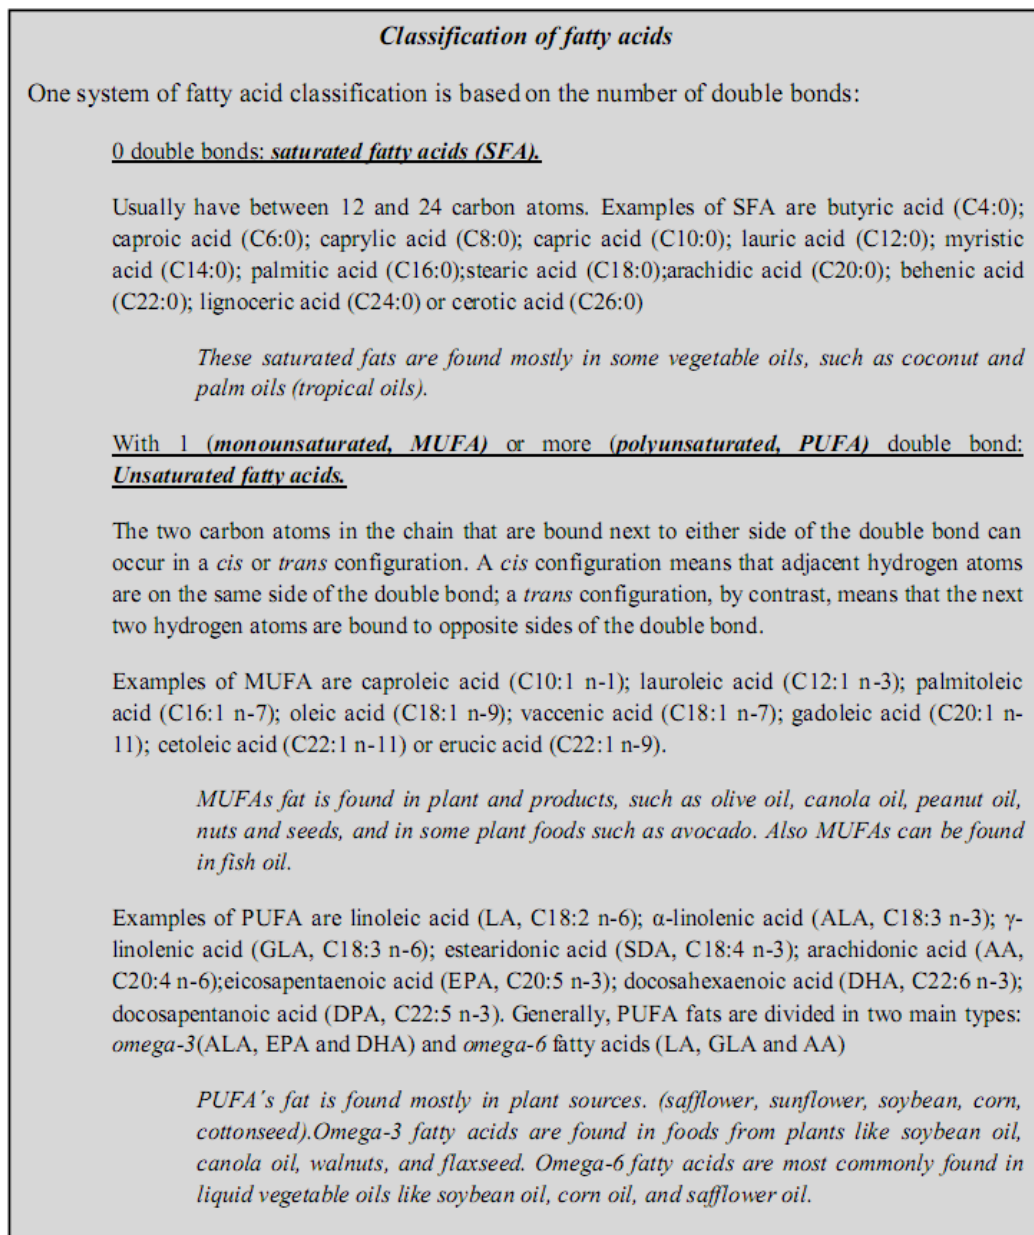 Classification of fatty acids
One system of fatty acid classification is based on the number of double bonds:
0 double bonds: saturated fatty acids (SFA).
Usually have between 12 and 24 carbon atoms. Examples of SFA are butyric acid (C4:0);
caproic acid (C6:0); caprylic acid (C8:0); capric acid (C10:0); lauric acid (C12:0); myristic
acid (C14:0); palmitic acid (C16:0);stearic acid (C18:0);arachidic acid (C20:0); behenic acid
(C22:0); lignoceric acid (C24:0) or cerotic acid (C26:0)
These saturated fats are found mostly in some vegetable oils, such as coconut and
palm oils (tropical oils).
With 1 (monounsaturated, MUFA) or more (polyunsaturated, PUFA) double bond:
Unsaturated fatty acids.
The two carbon atoms in the chain that are bound next to either side of the double bond can
occur in a cis or trans configuration. A cis configuration means that adjacent hydrogen atoms
are on the same side of the double bond; a trans configuration, by contrast, means that the next
two hydrogen atoms are bound to opposite sides of the double bond.
Examples of MUFA are caproleic acid (C10:1 n-1); lauroleic acid (C12:1 n-3); palmitoleic
acid (C16:1 n-7); oleic acid (C18:1 n-9); vaccenic acid (C18:1 n-7); gadoleic acid (C20:1 n-
11); cetoleic acid (C22:1 n-11) or erucic acid (C22:1 n-9).
MUFAs fat is found in plant and products, such as olive oil, canola oil, peanut oil,
nuts and seeds, and in some plant foods such as avocado. Also MUFAs can be found
in fish oil.
Examples of PUFA are linoleic acid (LA, C18:2 n-6); α-linolenic acid (ALA, C18:3 n-3); γ-
linolenic acid (GLA, C18:3 n-6); estearidonic acid (SDA, C18:4 n-3); arachidonic acid (AA,
C20:4 n-6);eicosapentaenoic acid (EPA, C20:5 n-3); docosahexaenoic acid (DHA, C22:6 n-3);
docosapentanoic acid (DPA, C22:5 n-3). Generally, PUFA fats are divided in two main types:
omega-3(ALA, EPA and DHA) and omega-6 fatty acids (LA, GLA and AA)
PUFA´s fat is found mostly in plant sources. (safflower, sunflower, soybean, corn,
cottonseed).Omega-3 fatty acids are found in foods from plants like soybean oil,
canola oil, walnuts, and flaxseed. Omega-6 fatty acids are most commonly found in
liquid vegetable oils like soybean oil, corn oil, and safflower oil.